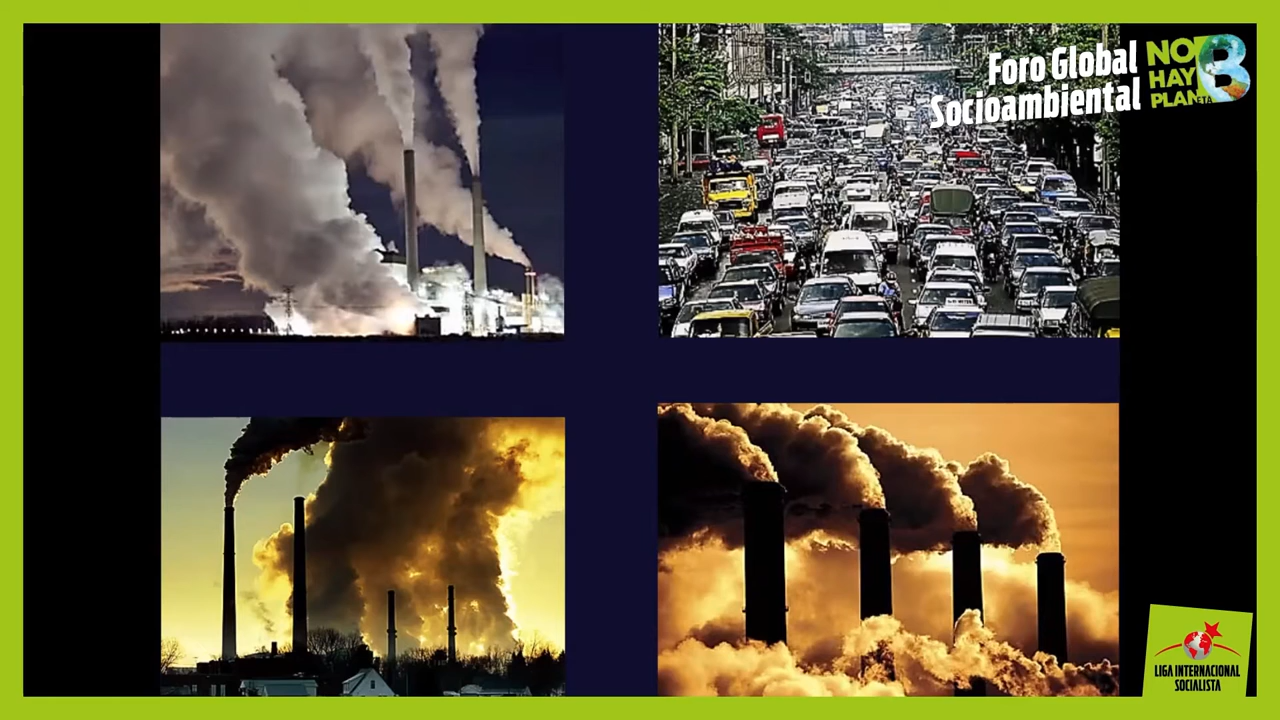 Foro Global
Socioambiental
NO
HAY
PLAN
ETA
B
LIGA INTERNACIONAL
SOCIALISTA